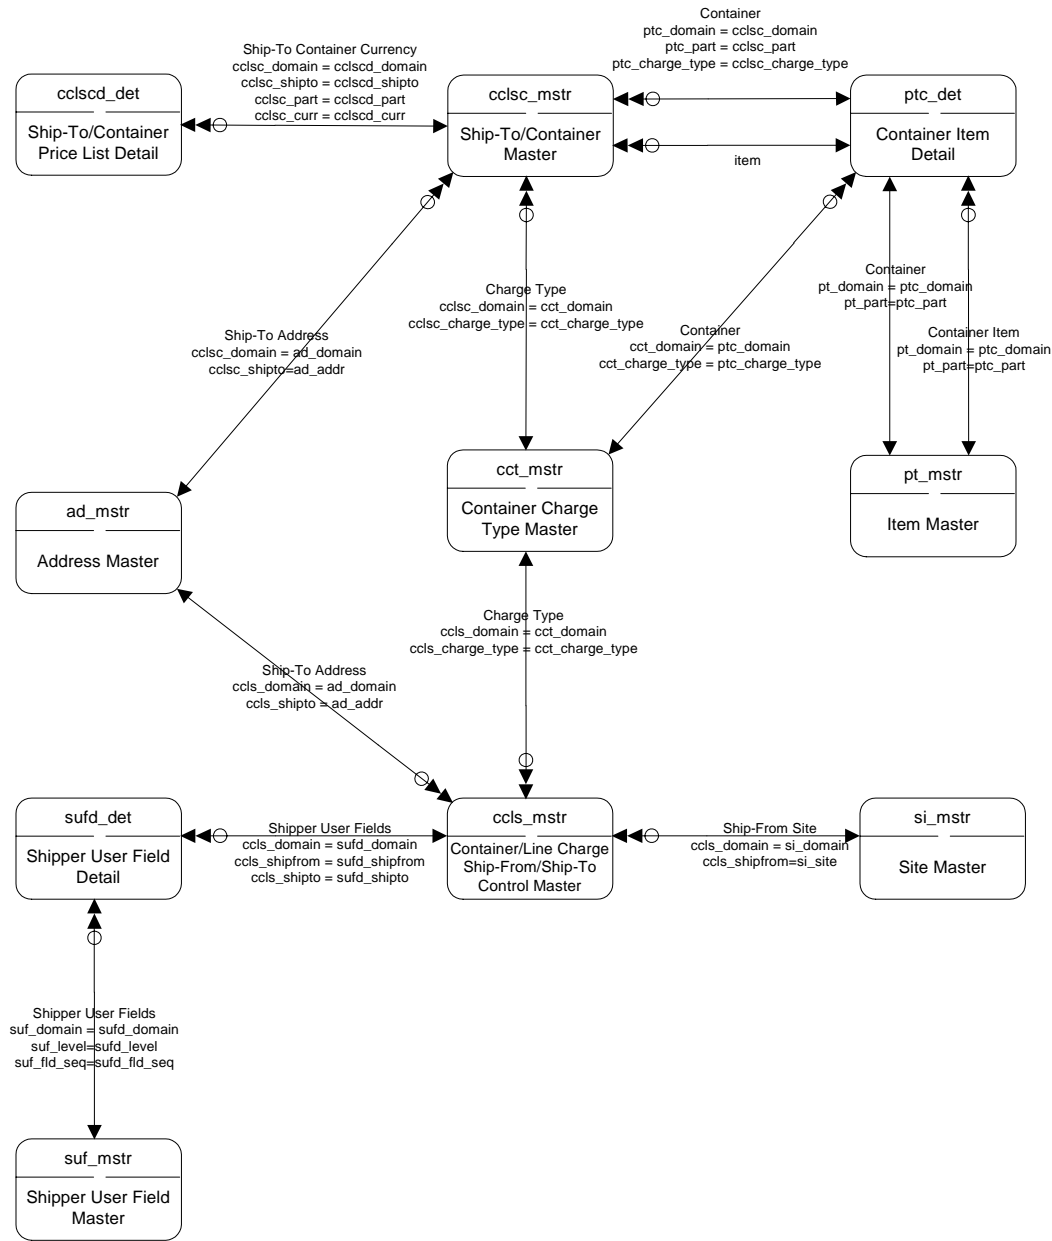 Container
ptc_domain = cclsc_domain
ptc_part = cclsc_part
ptc_charge_type = cclsc_charge_type
Ship-To Container Currency
cclsc_domain = cclscd_domain
cclsc_shipto = cclscd_shipto
cclsc_part = cclscd_part
cclsc_curr = cclscd_curr
cclscd_det
Ship-To/Container
Price List Detail
cclsc_mstr
Ship-To/Container
Master
item
ptc_det
Container Item
Detail
Charge Type
cclsc_domain = cct_domain
cclsc_charge_type = cct_charge_type
Container
pt_domain = ptc_domain
pt_part=ptc_part
Ship-To Address
cclsc_domain = ad_domain
cclsc_shipto=ad_addr
Container
cct_domain = ptc_domain
cct_charge_type = ptc_charge_type
Container Item
pt_domain = ptc_domain
pt_part=ptc_part
ad_mstr
Address Master
cct_mstr
Container Charge
Type Master
pt_mstr
Item Master
Charge Type
ccls_domain = cct_domain
ccls_charge_type = cct_charge_type
Ship-To Address
ccls_domain = ad_domain
ccls_shipto = ad_addr
sufd_det
Shipper User Field
Detail
Shipper User Fields
ccls_domain = sufd_domain
ccls_shipfrom = sufd_shipfrom
ccls_shipto = sufd_shipto
ccls_mstr
Container/Line Charge
Ship-From/Ship-To
Control Master
Ship-From Site
ccls_domain = si_domain
ccls_shipfrom=si_site
si_mstr
Site Master
Shipper User Fields
suf_domain = sufd_domain
suf_level=sufd_level
suf_fld_seq=sufd_fld_seq
suf_mstr
Shipper User Field
Master